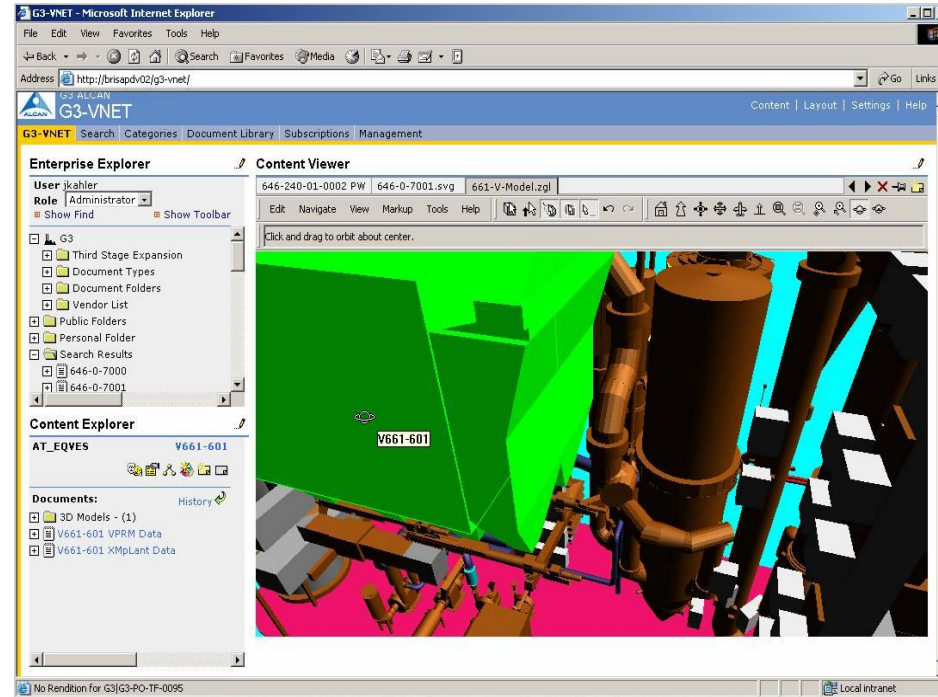 G3-VNET - Microsoft Internet Explorer
File Edit View Favorites Tools Help
Back Search Favorites Media
Address http://brisapdv02/g3-vnet/ Go Links
G3 ALCAN
ALCAN G3-VNET Content | Layout | Settings | Help
G3-VNET Search Categories Document Library Subscriptions Management
Enterprise Explorer
User jkahler
Role Administrator
Show Find Show Toolbar
G3
Third Stage Expansion
Document Types
Document Folders
Vendor List
Public Folders
Personal Folder
Search Results
646-0-7000
646-0-7001
Content Explorer
AT_EQVES V661-601
Documents: History
3D Models - (1)
V661-601 VPRM Data
V661-601 XMpLant Data
Content Viewer
646-240-01-0002 PW 646-0-7001.svg 661-V-Model.zgl
Edit Navigate View Markup Tools Help
Click and drag to orbit about center.
V661-601
No Rendition for G3|G3-PO-TF-0095 Local intranet